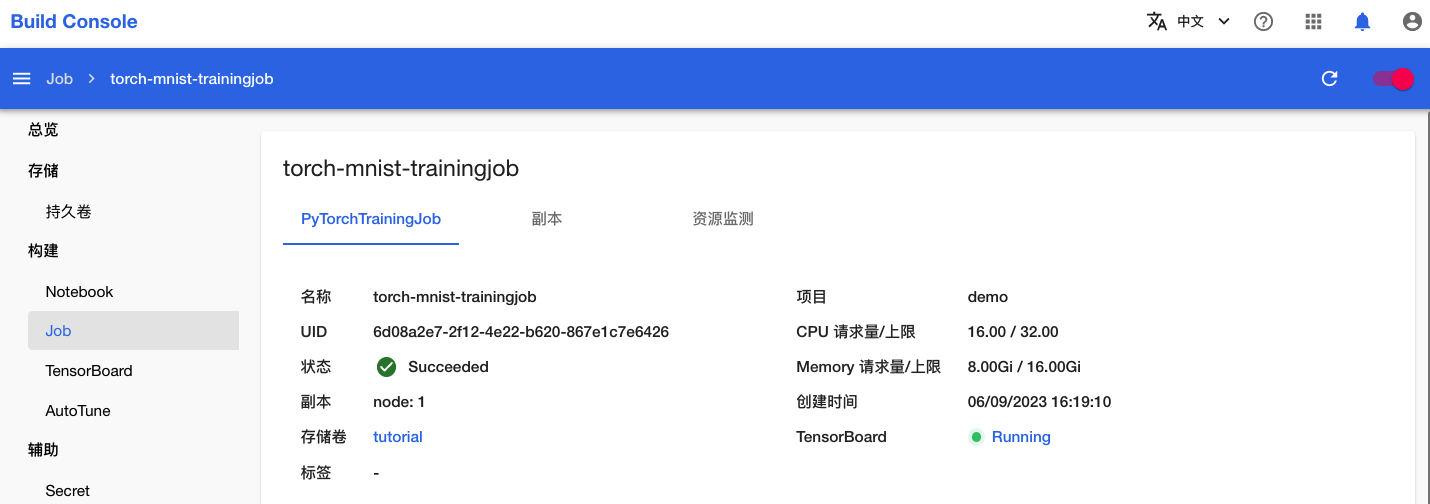 Build Console
中文
Job
torch-mnist-trainingjob
总览
存储
持久卷
构建
Notebook
Job
TensorBoard
AutoTune
辅助
Secret
torch-mnist-trainingjob
PyTorchTrainingJob 副本 资源监测
名称 torch-mnist-trainingjob 项目 demo
UID 6d08a2e7-2f12-4e22-b620-867e1c7e6426 CPU 请求量/上限 16.00 / 32.00
状态 Succeeded Memory 请求量/上限 8.00Gi / 16.00Gi
副本 node: 1 创建时间 06/09/2023 16:19:10
存储卷 tutorial TensorBoard Running
标签 -